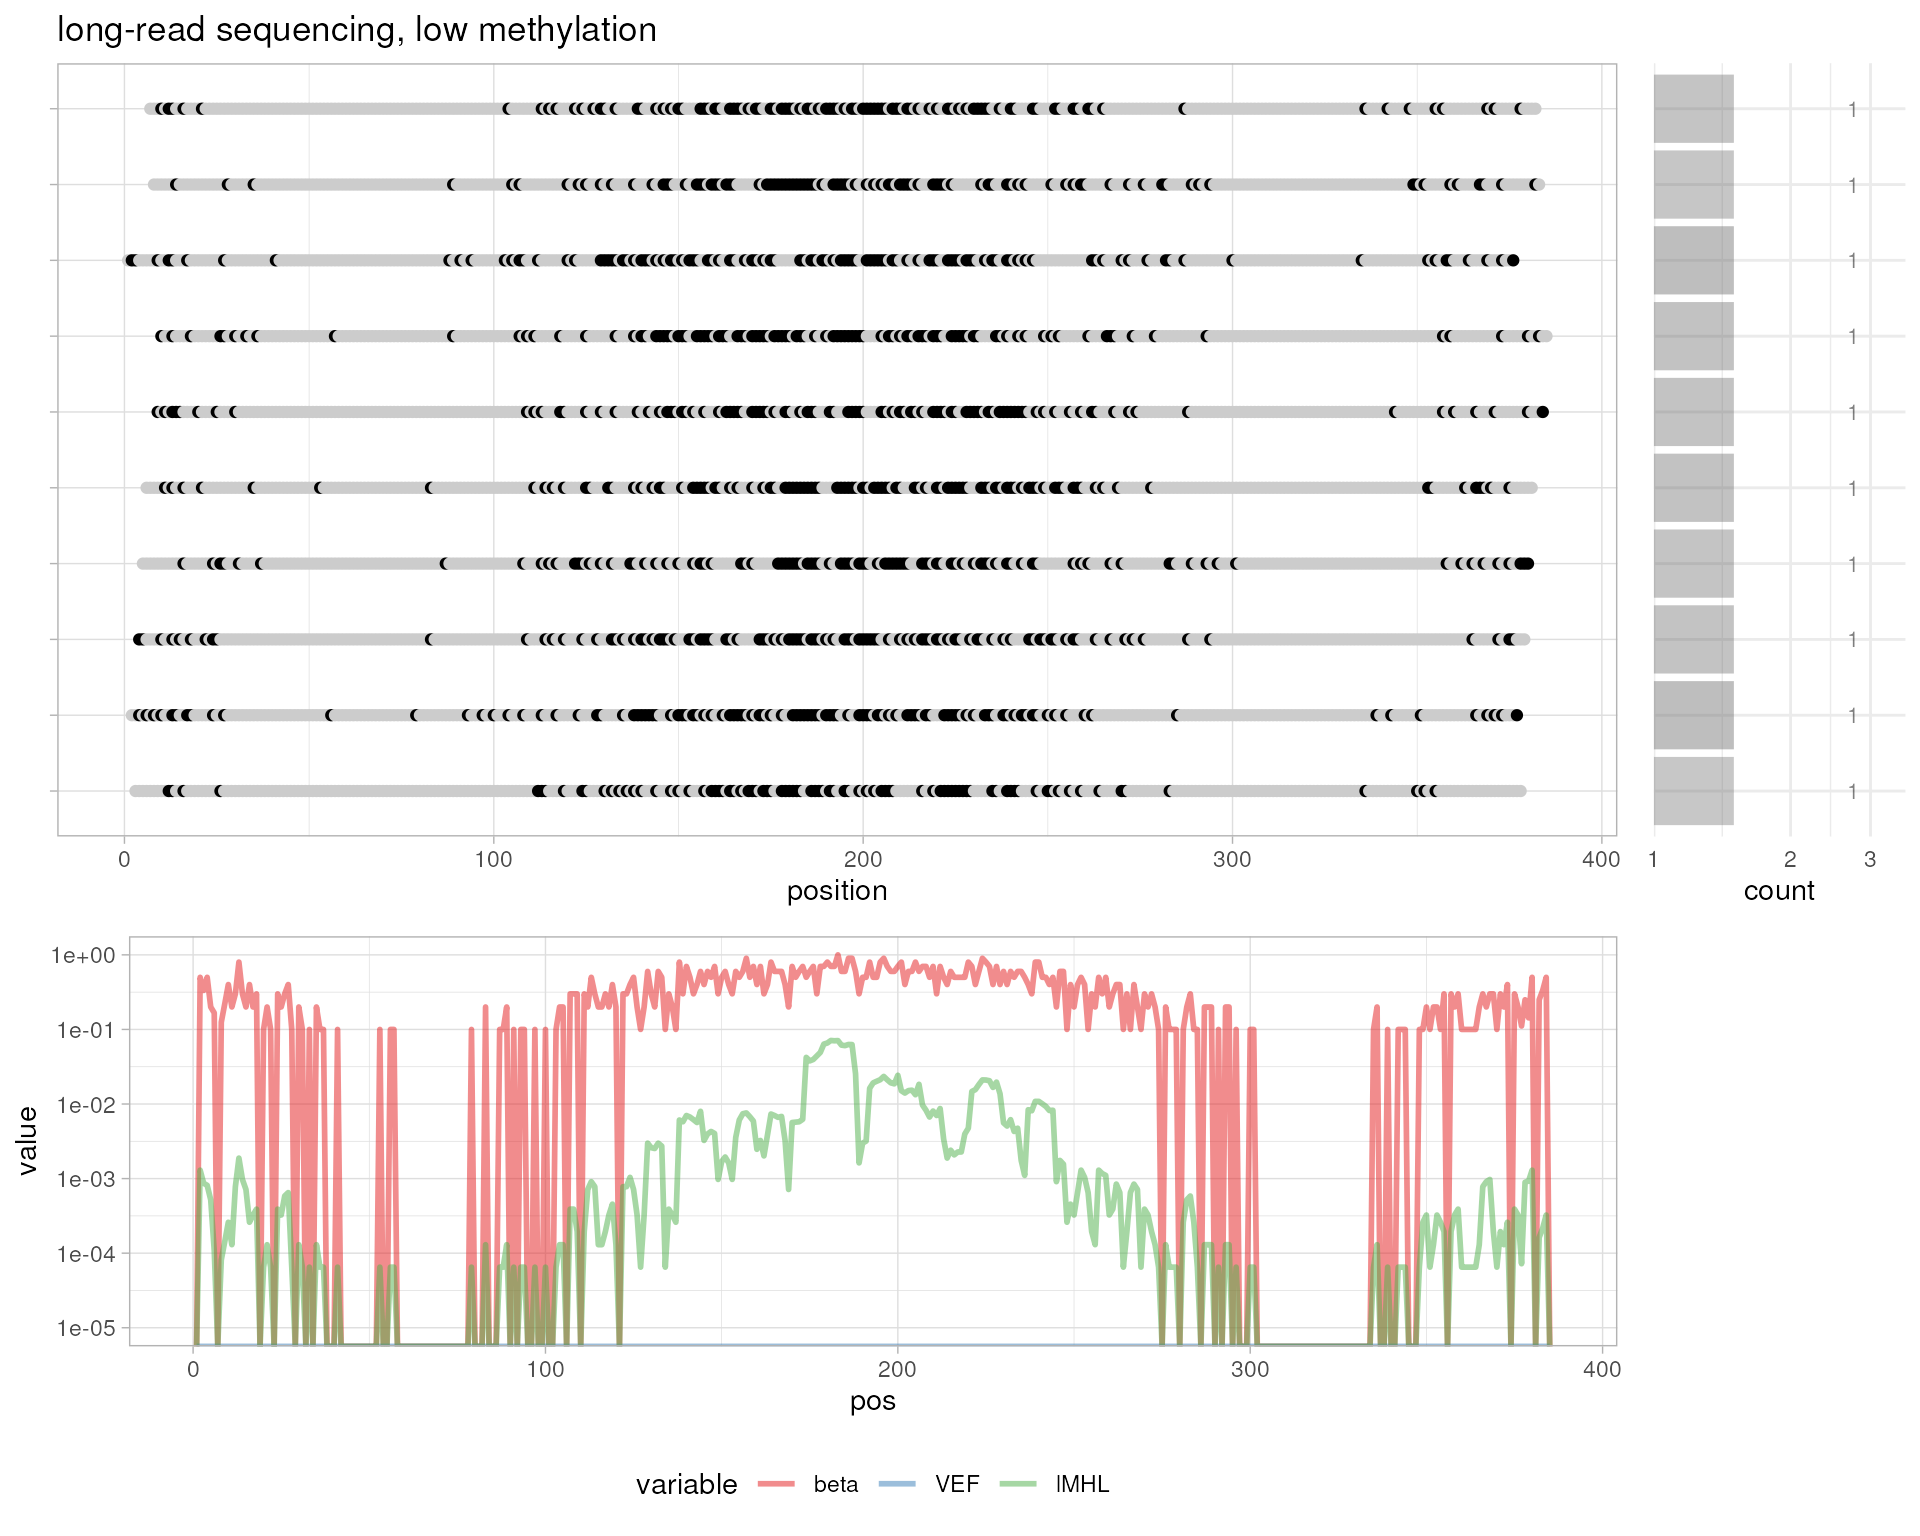 long-read sequencing, low methylation
1
1
1
1
1
1
1
1
1
1
0 100 200 300 400 1 2 3
position count
1e+00
1e-01
1e-02
1e-03
1e-04
1e-05
value
0 100 200 300 400
pos
variable beta VEF lMHL